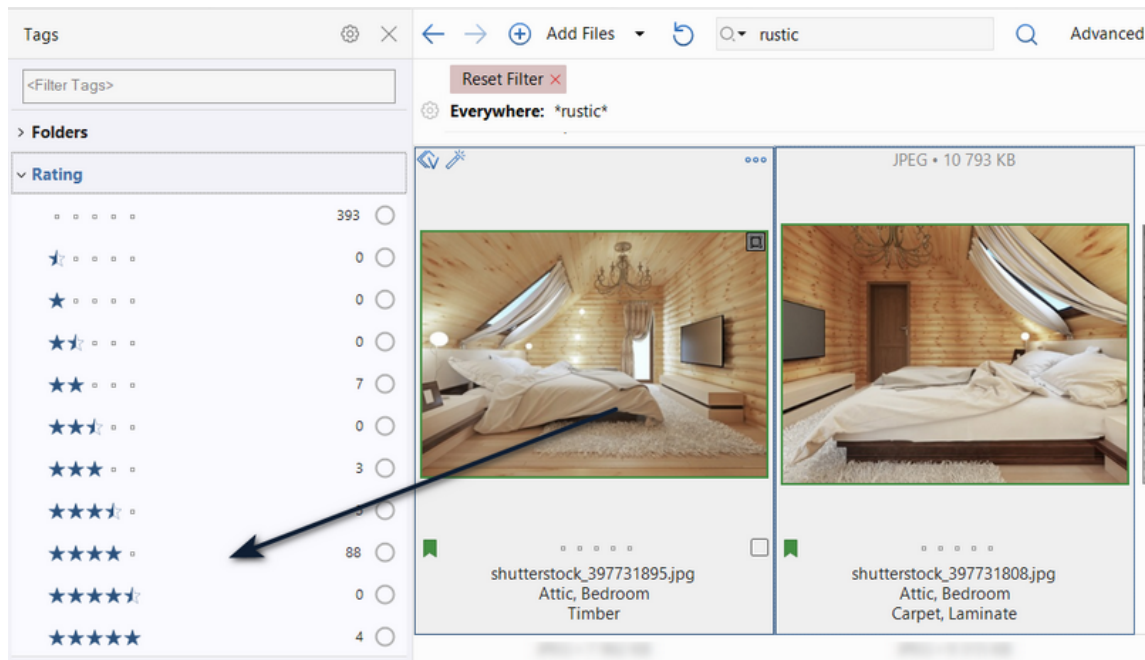 Tags
<Filter Tags>
Folders
Rating
393
0
0
0
7
0
3
88
0
4
Add Files
rustic
Advanced
Reset Filter ×
Everywhere: *rustic*
JPEG • 10 793 KB
shutterstock_397731895.jpg
Attic, Bedroom
Timber
shutterstock_397731808.jpg
Attic, Bedroom
Carpet, Laminate